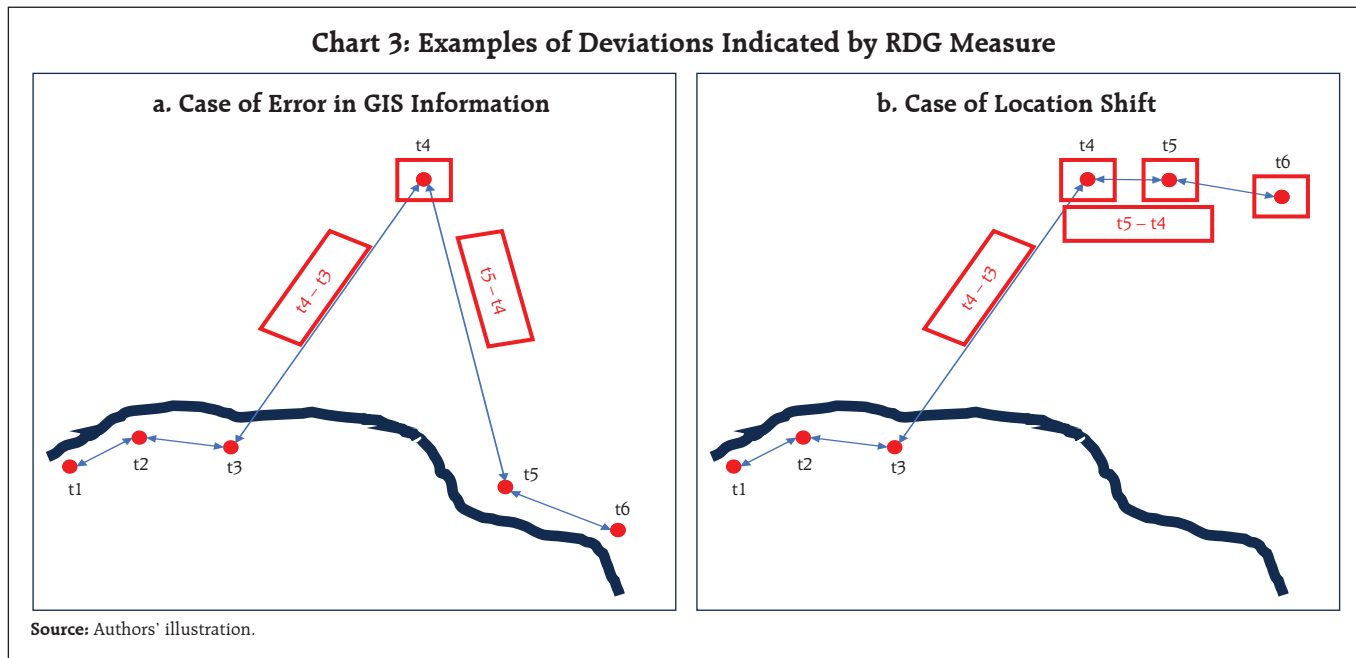 Chart 3: Examples of Deviations Indicated by RDG Measure
a. Case of Error in GIS Information
t4
t4 – t3
t5 – t4
t1
t2
t3
t5
t6
b. Case of Location Shift
t4
t5
t6
t5 – t4
t4 – t3
t1
t2
t3
Source: Authors' illustration.